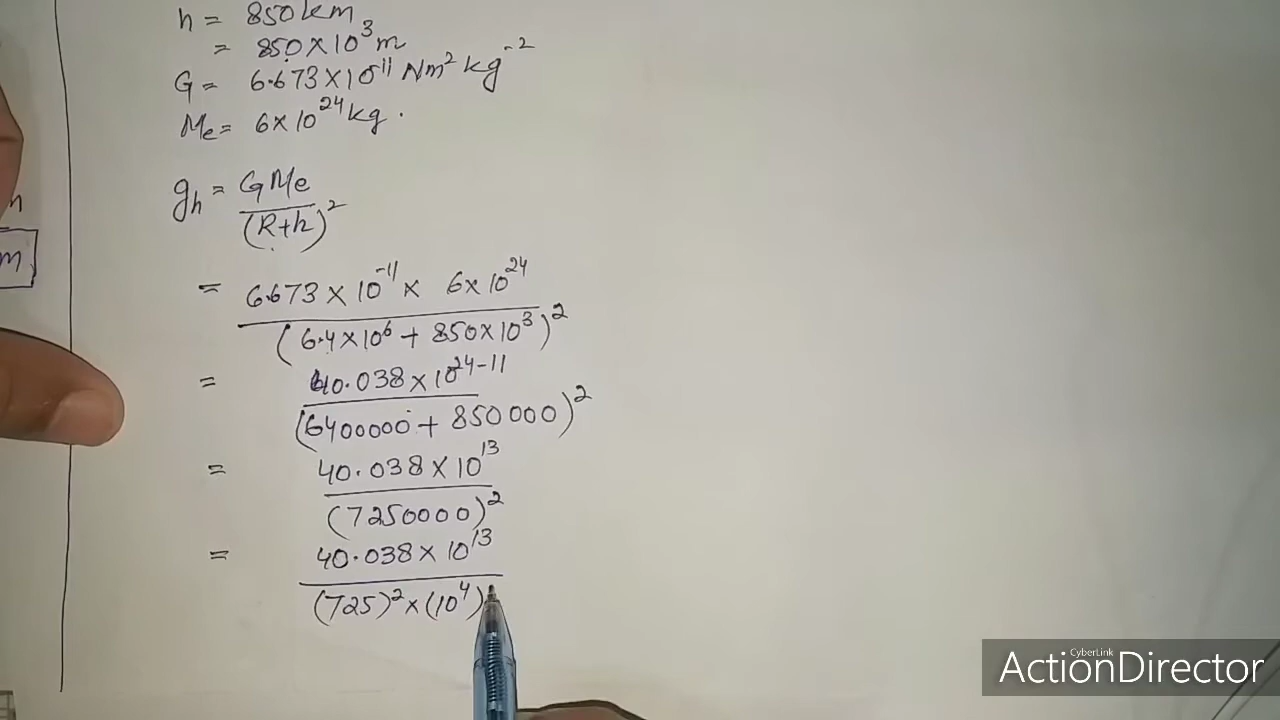 h = 850 km
= 850 × 10³ m
G = 6.673 × 10⁻¹¹ Nm² kg⁻²
Me = 6 × 10²⁴ kg .
gₕ = GMe / (R+h)²
= 6.673 × 10⁻¹¹ × 6 × 10²⁴ / (6.4 × 10⁶ + 850 × 10³)²
= 40.038 × 10²⁴⁻¹¹ / (6400000 + 850000)²
= 40.038 × 10¹³ / (7250000)²
= 40.038 × 10¹³ / (725)² × (10⁴)
m
CyberLink
ActionDirector